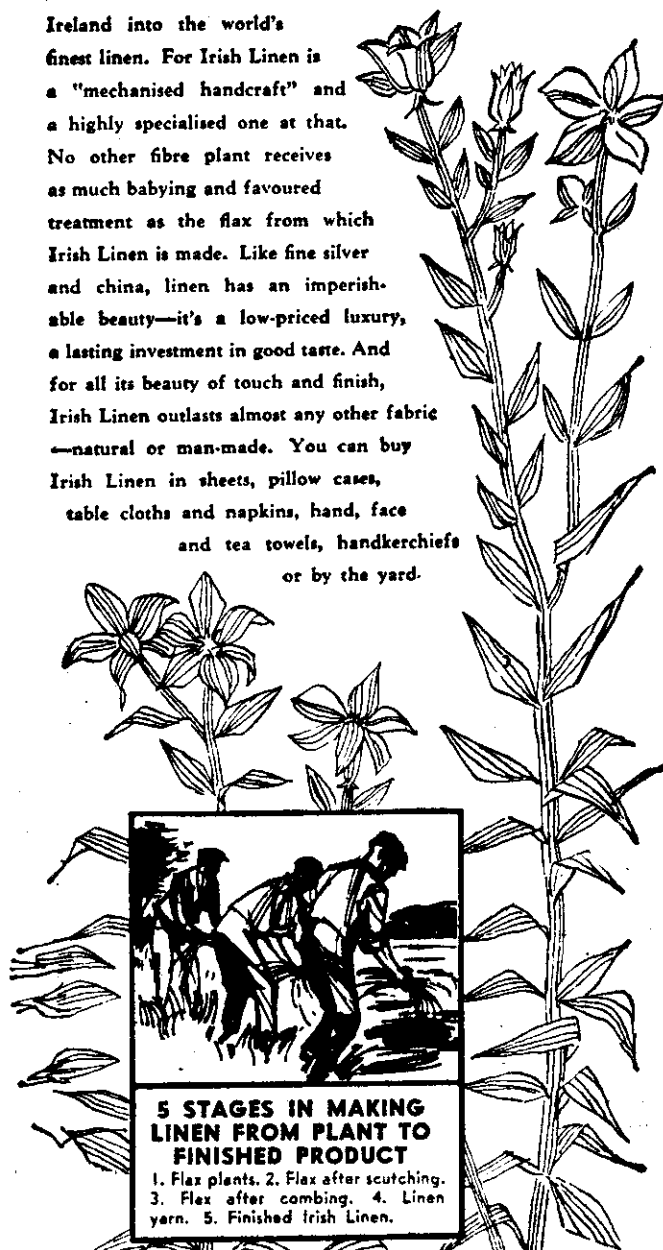 Ireland into the world's
finest linen. For Irish Linen is
a "mechanised handcraft" and
a highly specialised one at that.
No other fibre plant receives
as much babying and favoured
treatment as the flax from which
Irish Linen is made. Like fine silver
and china, linen has an imperish-
able beauty—it's a low-priced luxury,
a lasting investment in good taste. And
for all its beauty of touch and finish,
Irish Linen outlasts almost any other fabric
—natural or man-made. You can buy
Irish Linen in sheets, pillow cases,
table cloths and napkins, hand, face
and tea towels, handkerchiefs
or by the yard.
5 STAGES IN MAKING
LINEN FROM PLANT TO
FINISHED PRODUCT
1. Flax plants. 2. Flax after scutching.
3. Flax after combing. 4. Linen
yarn. 5. Finished Irish Linen.